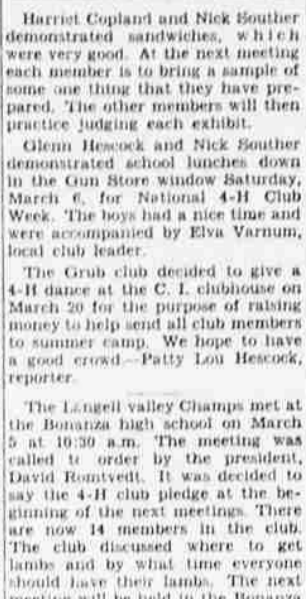 Harriet Copland and Nick Souther
demonstrated sandwiches, which
were very good. At the next meeting
each member is to bring a sample of
some one thing that they have pre-
pared. The other members will then
practice judging each exhibit.
Glenn Hescock and Nick Souther
demonstrated school lunches down
in the Gun Store window Saturday,
March 6, for National 4-H Club
Week. The boys had a nice time and
were accompanied by Elva Varnum,
local club leader.
The Grub club decided to give a
4-H dance at the C. I. clubhouse on
March 20 for the purpose of raising
money to help send all club members
to summer camp. We hope to have
a good crowd—Patty Lou Hescock,
reporter.
The Langell valley Champs met at
the Bonanza high school on March
5 at 10:30 a.m. The meeting was
called to order by the president,
David Romtvedt. It was decided to
say the 4-H club pledge at the be-
ginning of the next meetings. There
are now 14 members in the club.
The club discussed where to get
lambs and by what time everyone
should have their lambs. The next
meeting will be held in the Bonanza